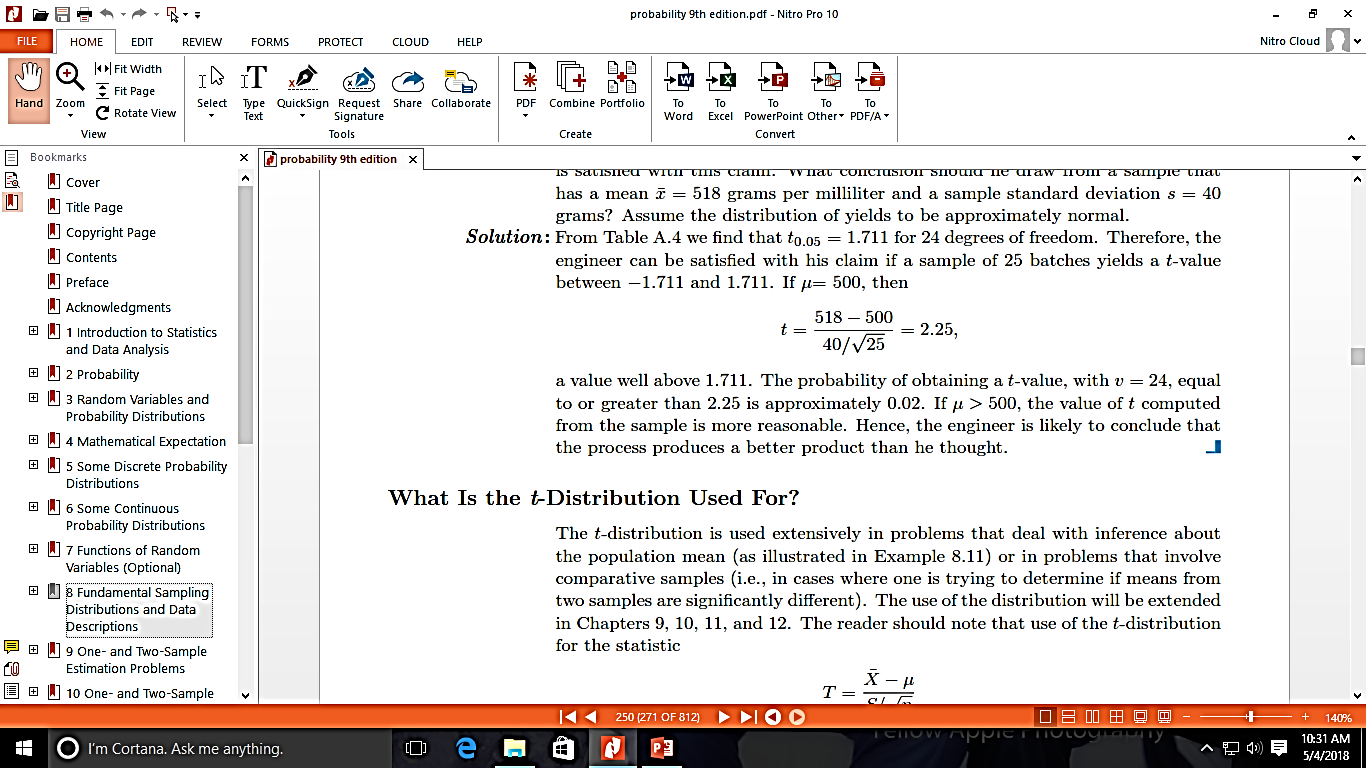 probability 9th edition.pdf - Nitro Pro 10
FILE HOME EDIT REVIEW FORMS PROTECT CLOUD HELP Nitro Cloud
Hand
Zoom
Fit Width
Fit Page
Rotate View
View
Select
Type Text
QuickSign
Request Signature
Share
Collaborate
Tools
PDF
Combine
Portfolio
Create
To Word
To Excel
To PowerPoint
To Other
To PDF/A
Convert
Bookmarks
probability 9th edition
Cover
Title Page
Copyright Page
Contents
Preface
Acknowledgments
1 Introduction to Statistics
and Data Analysis
2 Probability
3 Random Variables and
Probability Distributions
4 Mathematical Expectation
5 Some Discrete Probability
Distributions
6 Some Continuous
Probability Distributions
7 Functions of Random
Variables (Optional)
8 Fundamental Sampling
Distributions and Data
Descriptions
9 One- and Two-Sample
Estimation Problems
10 One- and Two-Sample
is satisfied with this claim. What conclusion should he draw from a sample that
has a mean x̄ = 518 grams per milliliter and a sample standard deviation s = 40
grams? Assume the distribution of yields to be approximately normal.
Solution: From Table A.4 we find that t0.05 = 1.711 for 24 degrees of freedom. Therefore, the
engineer can be satisfied with his claim if a sample of 25 batches yields a t-value
between −1.711 and 1.711. If μ= 500, then
t = (518 − 500)/(40/√25) = 2.25,
a value well above 1.711. The probability of obtaining a t-value, with v = 24, equal
to or greater than 2.25 is approximately 0.02. If μ > 500, the value of t computed
from the sample is more reasonable. Hence, the engineer is likely to conclude that
the process produces a better product than he thought.
What Is the t-Distribution Used For?
The t-distribution is used extensively in problems that deal with inference about
the population mean (as illustrated in Example 8.11) or in problems that involve
comparative samples (i.e., in cases where one is trying to determine if means from
two samples are significantly different). The use of the distribution will be extended
in Chapters 9, 10, 11, and 12. The reader should note that use of the t-distribution
for the statistic
T = (X̄ − μ)/(S/√n)
250 (271 OF 812)
140%
Yellow Apple Photography
I'm Cortana. Ask me anything.
10:31 AM
5/4/2018